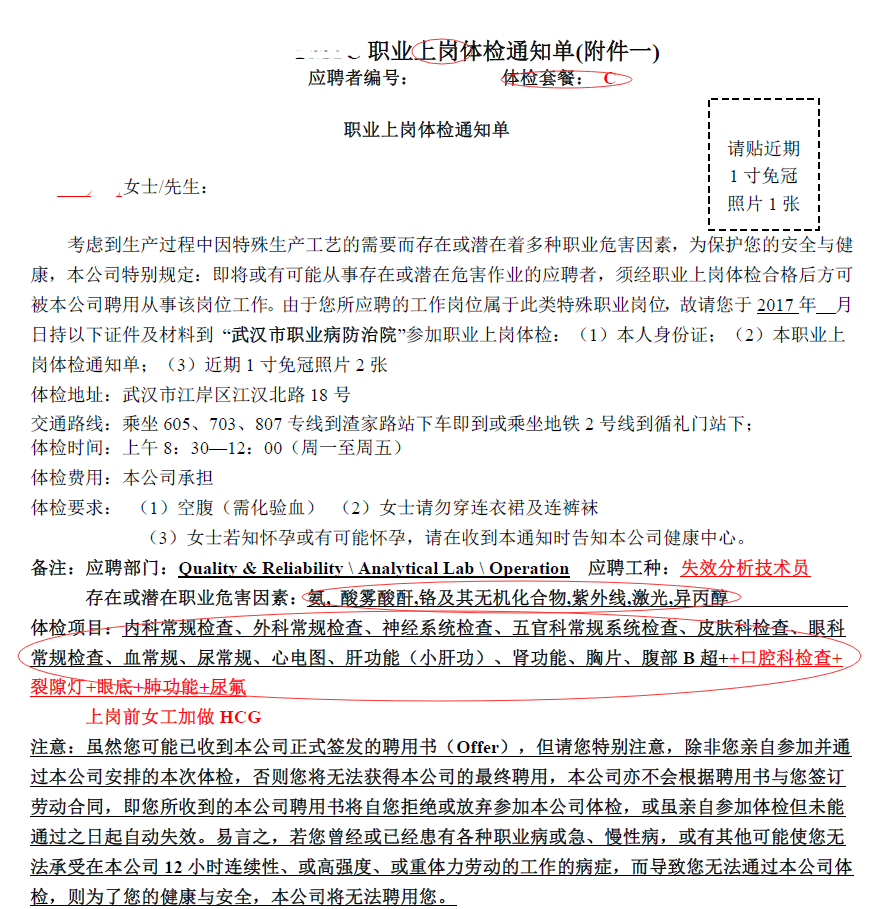 职业上岗体检通知单(附件一)
应聘者编号： 体检套餐： C
职业上岗体检通知单
请贴近期
1 寸免冠
照片 1 张
女士/先生：
考虑到生产过程中因特殊生产工艺的需要而存在或潜在着多种职业危害因素，为保护您的安全与健
康，本公司特别规定：即将或有可能从事存在或潜在危害作业的应聘者，须经职业上岗体检合格后方可
被本公司聘用从事该岗位工作。由于您所应聘的工作岗位属于此类特殊职业岗位，故请您于 2017 年 __月
日持以下证件及材料到 “武汉市职业病防治院”参加职业上岗体检：（1）本人身份证；（2）本职业上
岗体检通知单；（3）近期 1 寸免冠照片 2 张
体检地址：武汉市江岸区江汉北路 18 号
交通路线：乘坐 605、703、807 专线到渣家路站下车即到或乘坐地铁 2 号线到循礼门站下；
体检时间：上午 8：30—12：00（周一至周五）
体检费用：本公司承担
体检要求： （1）空腹（需化验血） （2）女士请勿穿连衣裙及连裤袜
（3）女士若知怀孕或有可能怀孕，请在收到本通知时告知本公司健康中心。
备注：应聘部门：Quality & Reliability \ Analytical Lab \ Operation 应聘工种：失效分析技术员
存在或潜在职业危害因素：氨, 酸雾酸酐,铬及其无机化合物,紫外线,激光,异丙醇
体检项目：内科常规检查、外科常规检查、神经系统检查、五官科常规系统检查、皮肤科检查、眼科
常规检查、血常规、尿常规、心电图、肝功能（小肝功）、肾功能、胸片、腹部 B 超++口腔科检查+
裂隙灯+眼底+肺功能+尿氟
上岗前女工加做 HCG
注意：虽然您可能已收到本公司正式签发的聘用书（Offer），但请您特别注意，除非您亲自参加并通
过本公司安排的本次体检，否则您将无法获得本公司的最终聘用，本公司亦不会根据聘用书与您签订
劳动合同，即您所收到的本公司聘用书将自您拒绝或放弃参加本公司体检，或虽亲自参加体检但未能
通过之日起自动失效。易言之，若您曾经或已经患有各种职业病或急、慢性病，或有其他可能使您无
法承受在本公司 12 小时连续性、或高强度、或重体力劳动的工作的病症，而导致您无法通过本公司体
检，则为了您的健康与安全，本公司将无法聘用您。